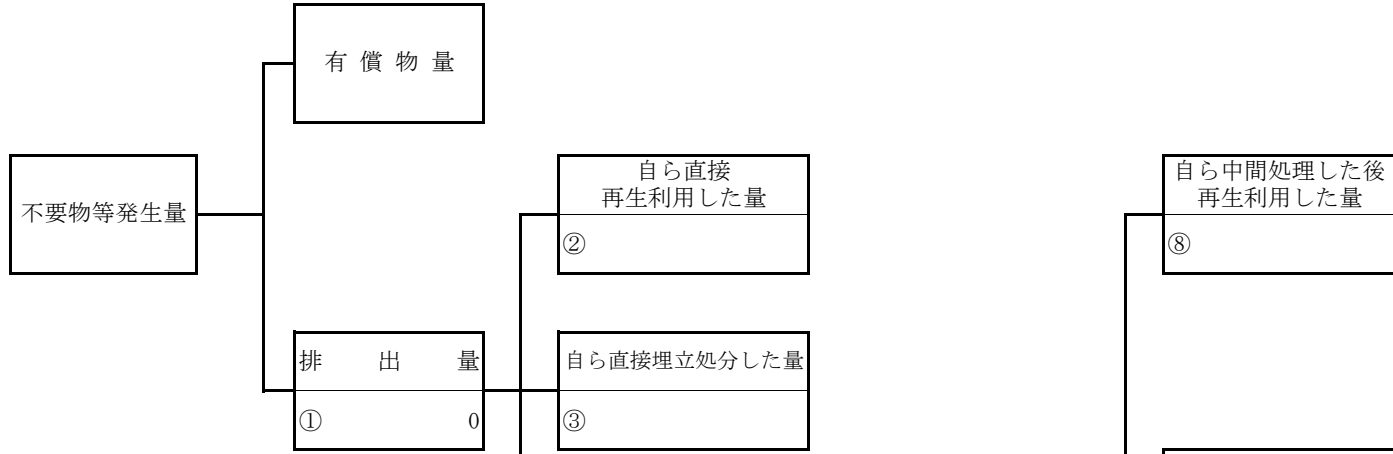 有償物量
不要物等発生量
自ら直接
再生利用した量
②
自ら中間処理した後
再生利用した量
⑧
排出量
① 0
自ら直接埋立処分した量
③